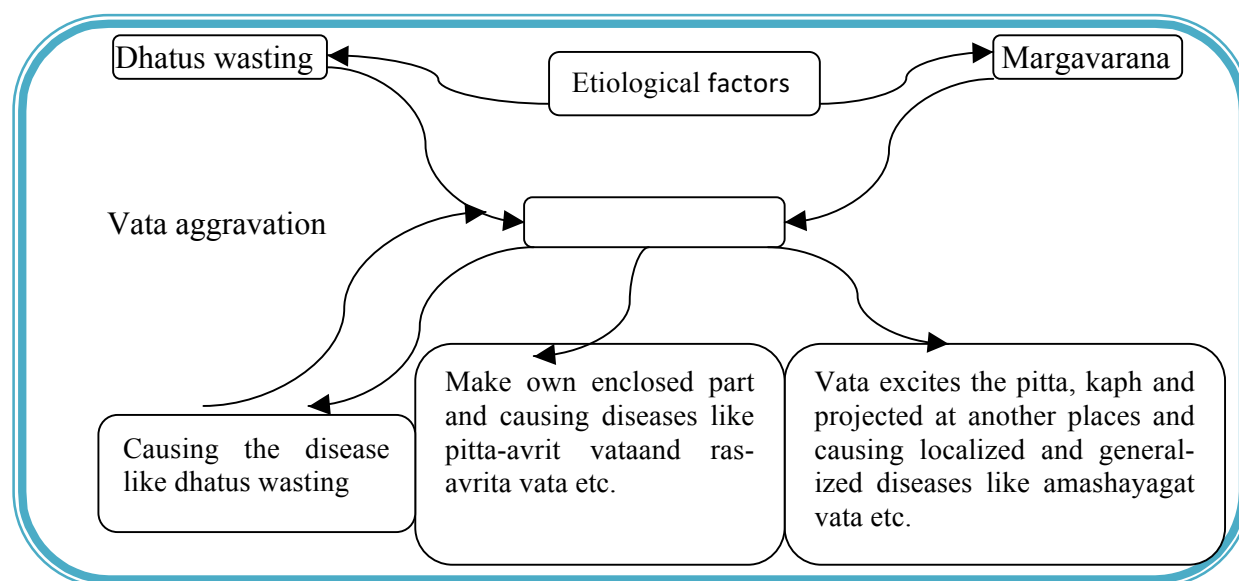 Dhatus wasting
Etiological factors
Margavarana
Vata aggravation
Causing the disease
like dhatus wasting
Make own enclosed part
and causing diseases like
pitta-avrit vataand ras-
avrita vata etc.
Vata excites the pitta, kaph and
projected at another places and
causing localized and general-
ized diseases like amashayagat
vata etc.